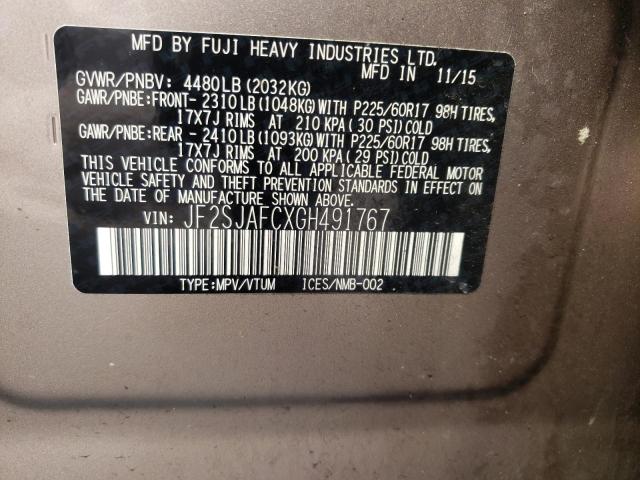 MFD BY FUJI HEAVY INDUSTRIES LTD.
MFD IN 11/15
GVWR/PNBV: 4480LB (2032KG)
GAWR/PNBE: FRONT- 2310LB (1048KG) WITH P225/60R17 98H TIRES,
17X7J RIMS AT 210 KPA ( 30 PSI) COLD
GAWR/PNBE: REAR - 2410LB (1093KG) WITH P225/60R17 98H TIRES,
17X7J RIMS AT 200 KPA ( 29 PSI) COLD
THIS VEHICLE CONFORMS TO ALL APPLICABLE FEDERAL MOTOR
VEHICLE SAFETY AND THEFT PREVENTION STANDARDS IN EFFECT ON
THE DATE OF MANUFACTURE SHOWN ABOVE.
VIN: JF2SJAFCXGH491767
TYPE:MPV/VTUM ICES/NMB-002